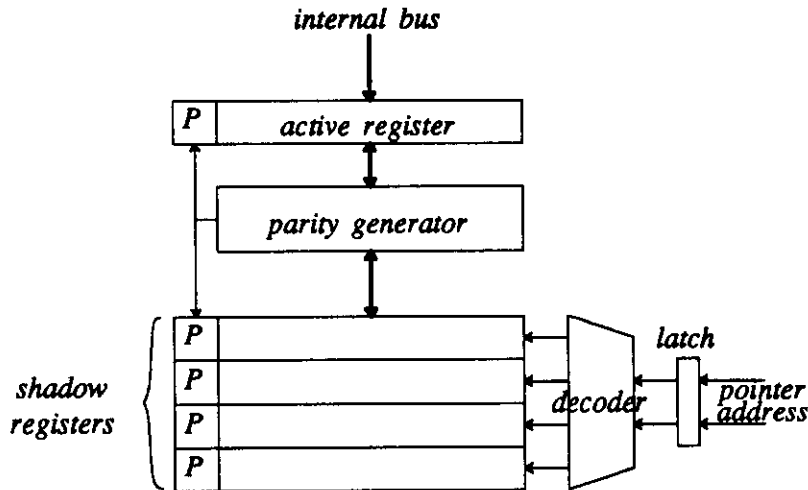 internal bus
P
active register
parity generator
P
P
P
P
shadow
registers
decoder
latch
pointer
address